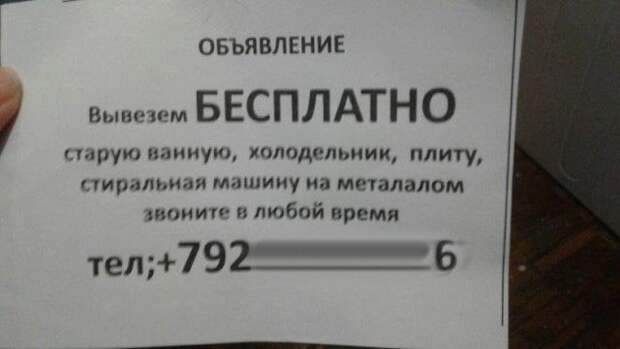 ОБЪЯВЛЕНИЕ
Вывезем БЕСПЛАТНО
старую ванную, холодельник, плиту,
стиральная машину на металалом
звоните в любой время
тел;+792 6